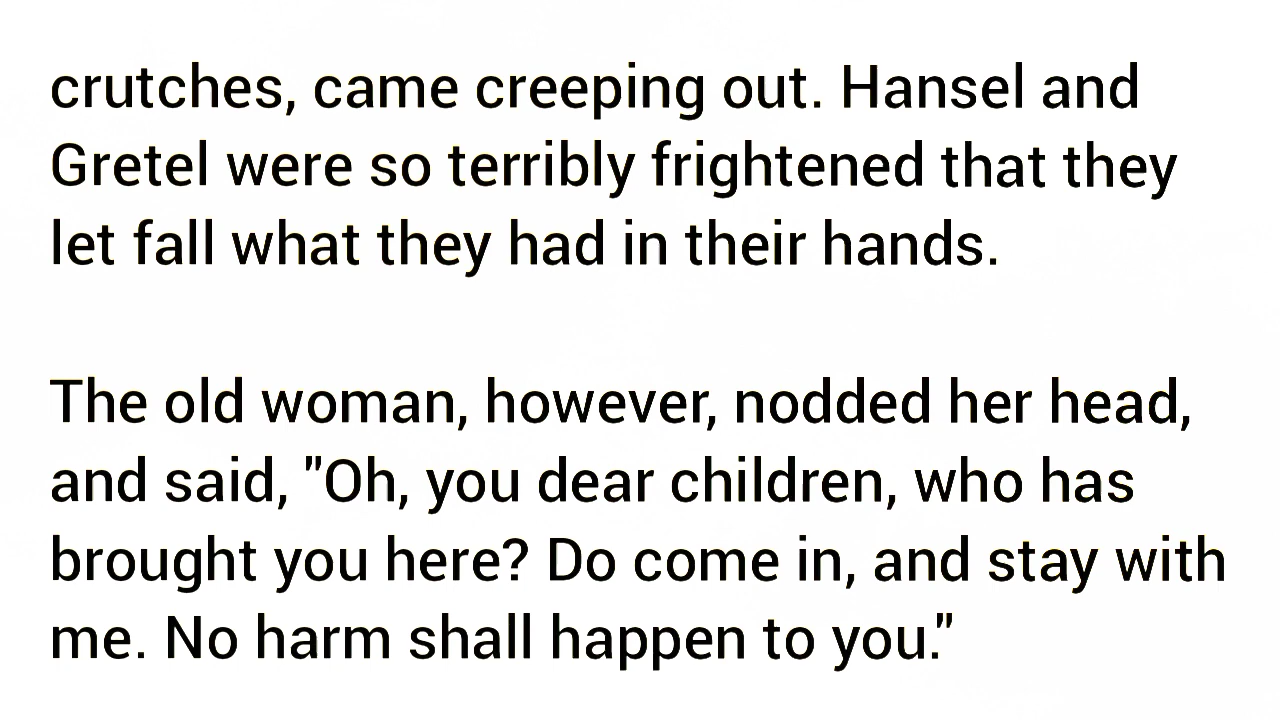 crutches, came creeping out. Hansel and
Gretel were so terribly frightened that they
let fall what they had in their hands.
The old woman, however, nodded her head,
and said, "Oh, you dear children, who has
brought you here? Do come in, and stay with
me. No harm shall happen to you."